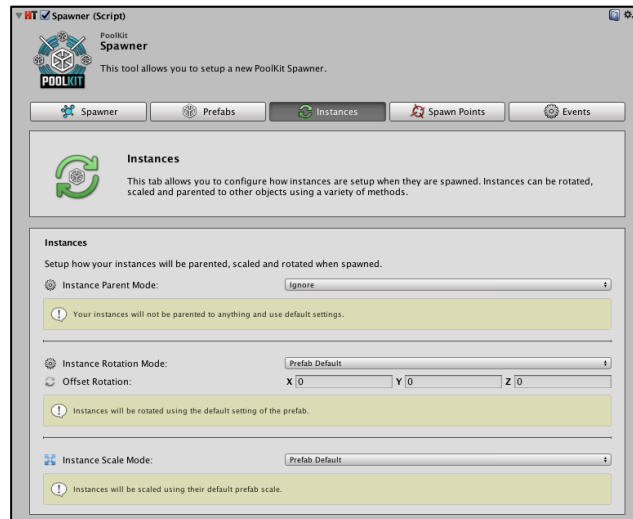 HT Spawner (Script)
PoolKit
Spawner
This tool allows you to setup a new PoolKit Spawner.
POOLKIT
Spawner Prefabs Instances Spawn Points Events
Instances
This tab allows you to configure how instances are setup when they are spawned. Instances can be rotated,
scaled and parented to other objects using a variety of methods.
Instances
Setup how your instances will be parented, scaled and rotated when spawned.
Instance Parent Mode: Ignore
Your instances will not be parented to anything and use default settings.
Instance Rotation Mode: Prefab Default
Offset Rotation: X 0 Y 0 Z 0
Instances will be rotated using the default setting of the prefab.
Instance Scale Mode: Prefab Default
Instances will be scaled using their default prefab scale.